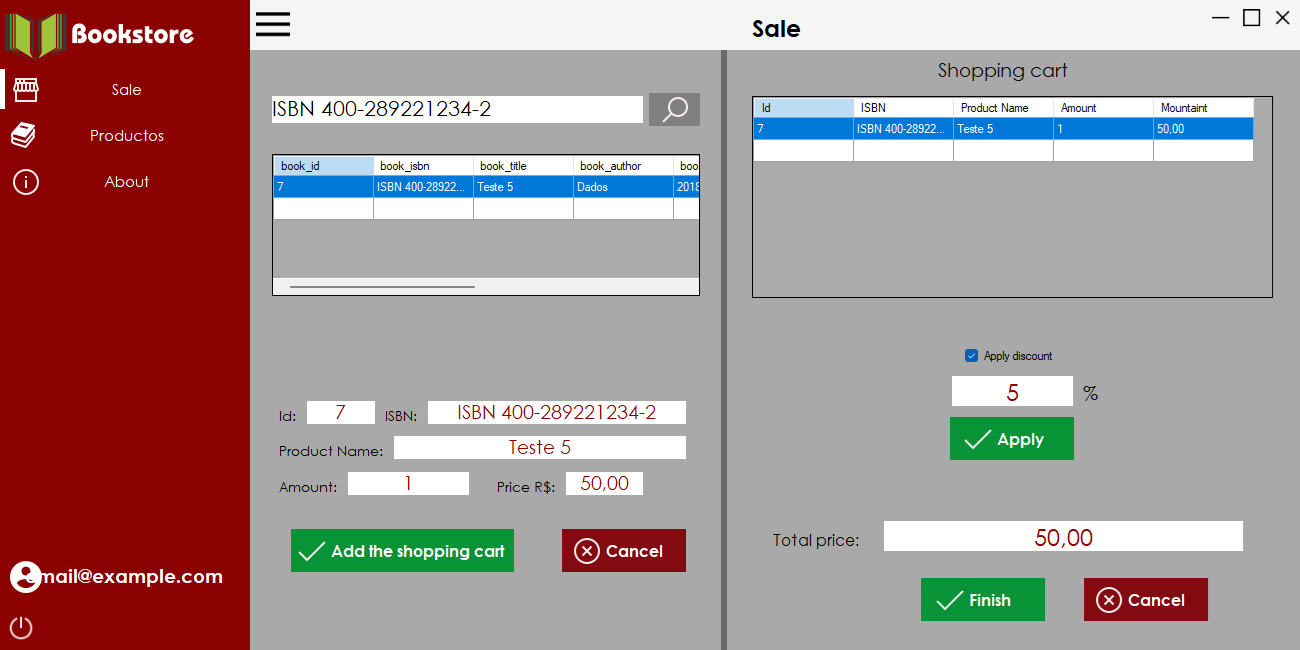 Bookstore
Sale
Productos
About
email@example.com
Sale
ISBN 400-289221234-2
book_id book_isbn book_title book_author boo
7 ISBN 400-28922... Teste 5 Dados 2018
Id: 7 ISBN: ISBN 400-289221234-2
Product Name: Teste 5
Amount: 1 Price R$: 50,00
Add the shopping cart Cancel
Shopping cart
Id ISBN Product Name Amount Mountaint
7 ISBN 400-28922... Teste 5 1 50,00
Apply discount
5 %
Apply
Total price: 50,00
Finish Cancel